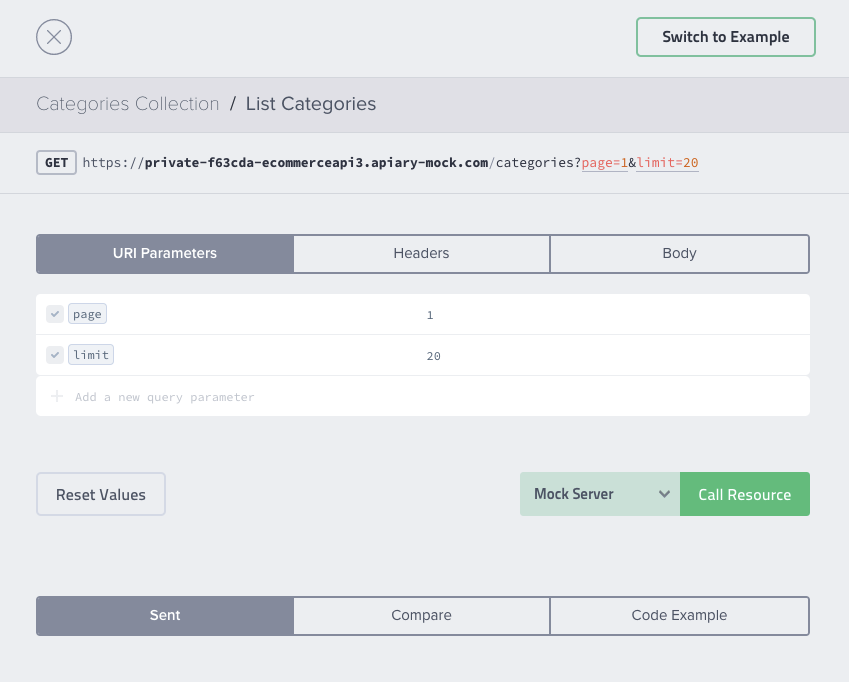 Switch to Example
Categories Collection / List Categories
GET https://private-f63cda-ecommerceapi3.apiary-mock.com/categories?page=1&limit=20
URI Parameters Headers Body
page 1
limit 20
Add a new query parameter
Reset Values Mock Server Call Resource
Sent Compare Code Example